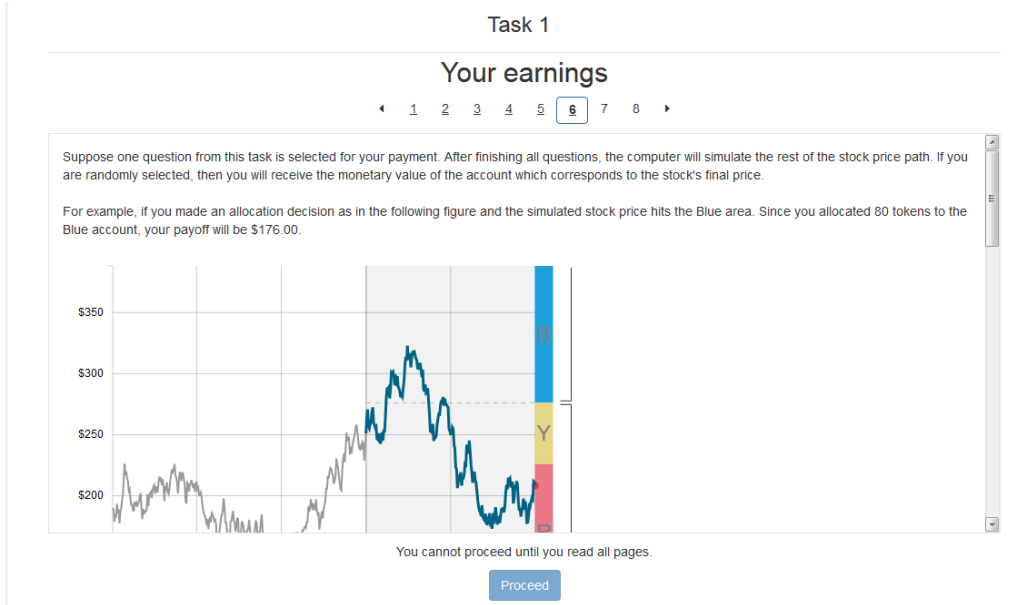 Task 1
Your earnings
1 2 3 4 5 6 7 8
Suppose one question from this task is selected for your payment. After finishing all questions, the computer will simulate the rest of the stock price path. If you
are randomly selected, then you will receive the monetary value of the account which corresponds to the stock's final price.
For example, if you made an allocation decision as in the following figure and the simulated stock price hits the Blue area. Since you allocated 80 tokens to the
Blue account, your payoff will be $176.00.
$350
B
$300
$250
Y
$200
You cannot proceed until you read all pages.
Proceed